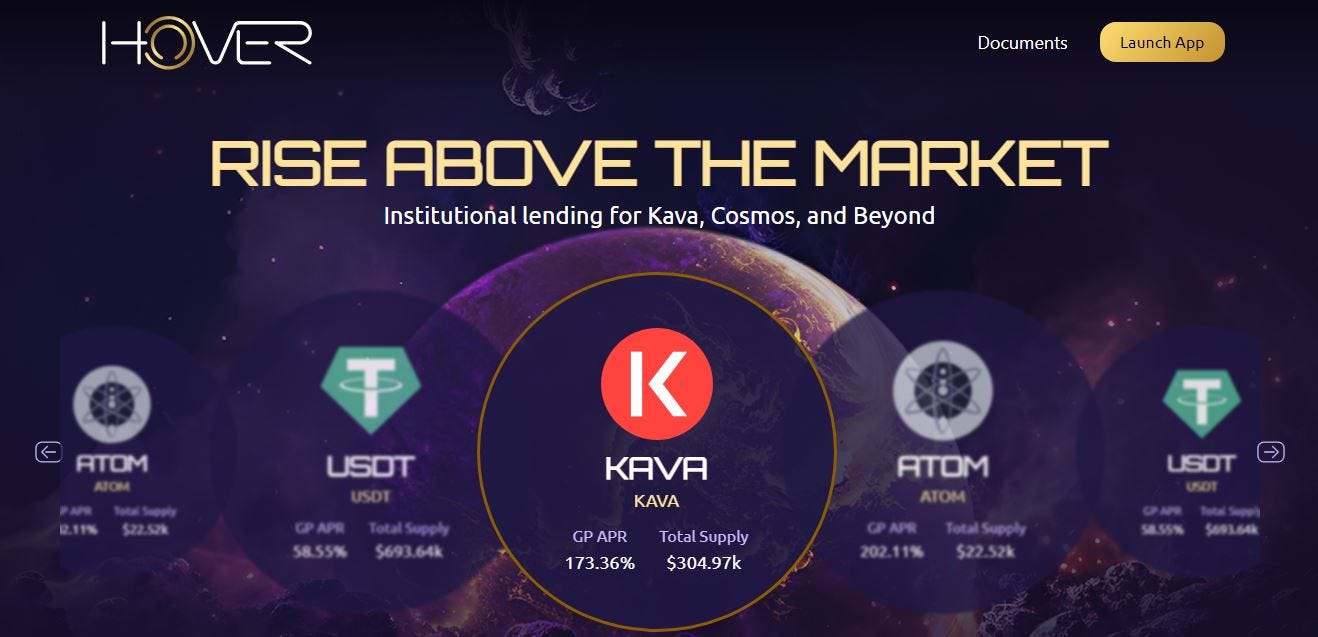 HOVER
Documents
Launch App
RISE ABOVE THE MARKET
Institutional lending for Kava, Cosmos, and Beyond
ATOM
ATOM
APR Total Supply
2.11% $22.52k
USDT
USDT
GP APR Total Supply
58.55% $693.64k
KAVA
KAVA
GP APR Total Supply
173.36% $304.97k
ATOM
ATOM
GP APR Total Supply
202.11% $22.52k
USDT
USDT
GP APR Total Supply
58.55% $693.64k